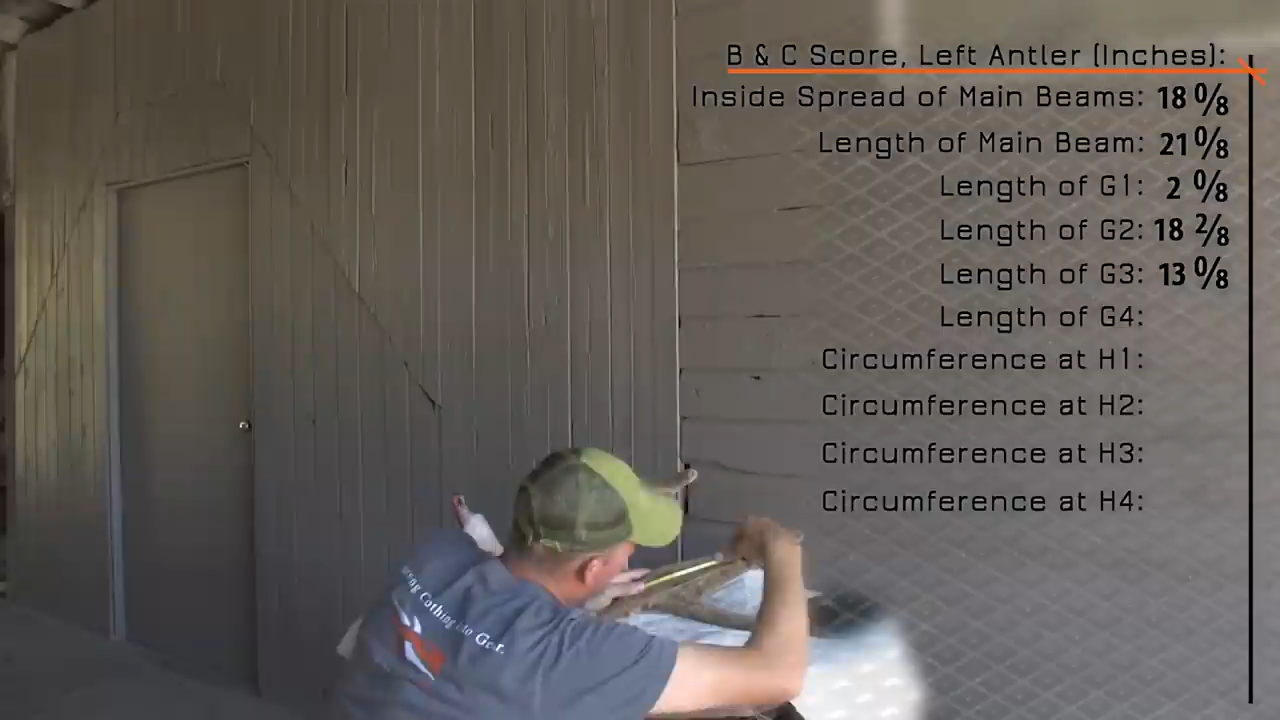 B & C Score, Left Antler (Inches):
Inside Spread of Main Beams: 18 0/8
Length of Main Beam: 21 0/8
Length of G1: 2 0/8
Length of G2: 18 2/8
Length of G3: 13 0/8
Length of G4:
Circumference at H1:
Circumference at H2:
Circumference at H3:
Circumference at H4: